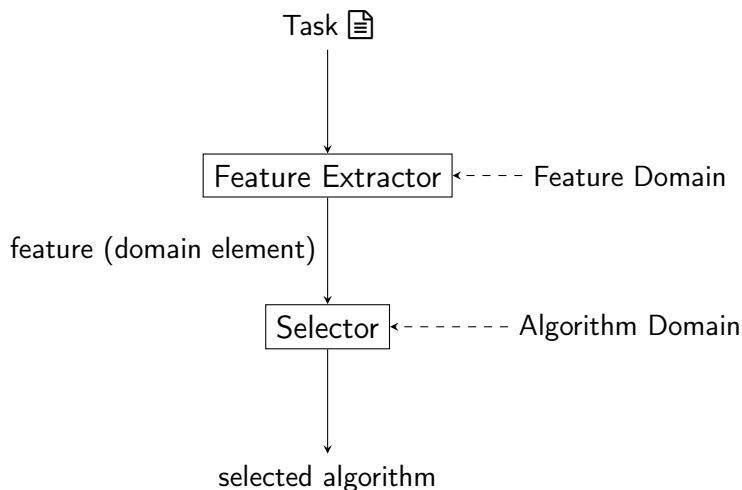 Task
Feature Extractor
Feature Domain
feature (domain element)
Selector
Algorithm Domain
selected algorithm